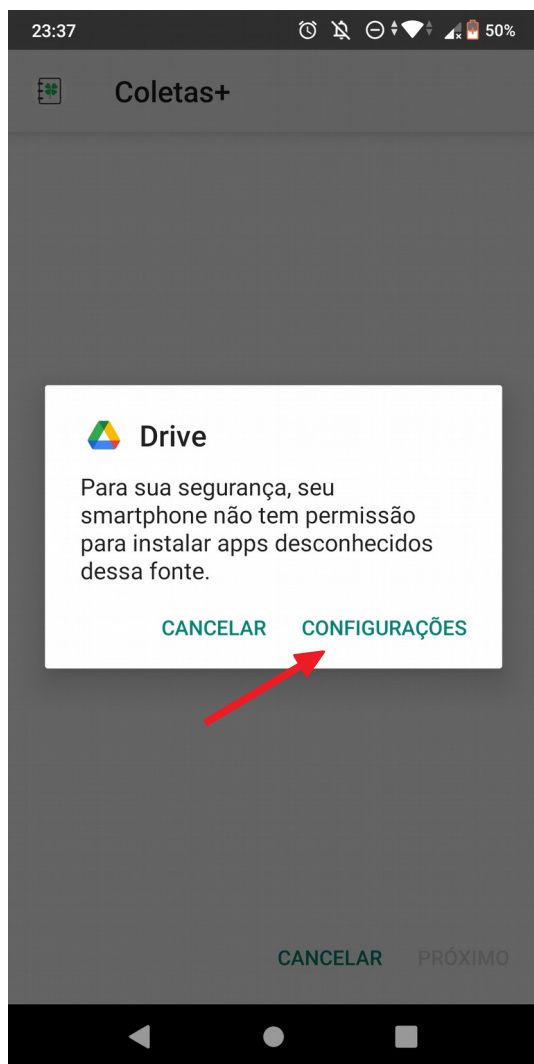 23:37 50%
Coletas+
Drive
Para sua segurança, seu
smartphone não tem permissão
para instalar apps desconhecidos
dessa fonte.
CANCELAR CONFIGURAÇÕES
CANCELAR PRÓXIMO